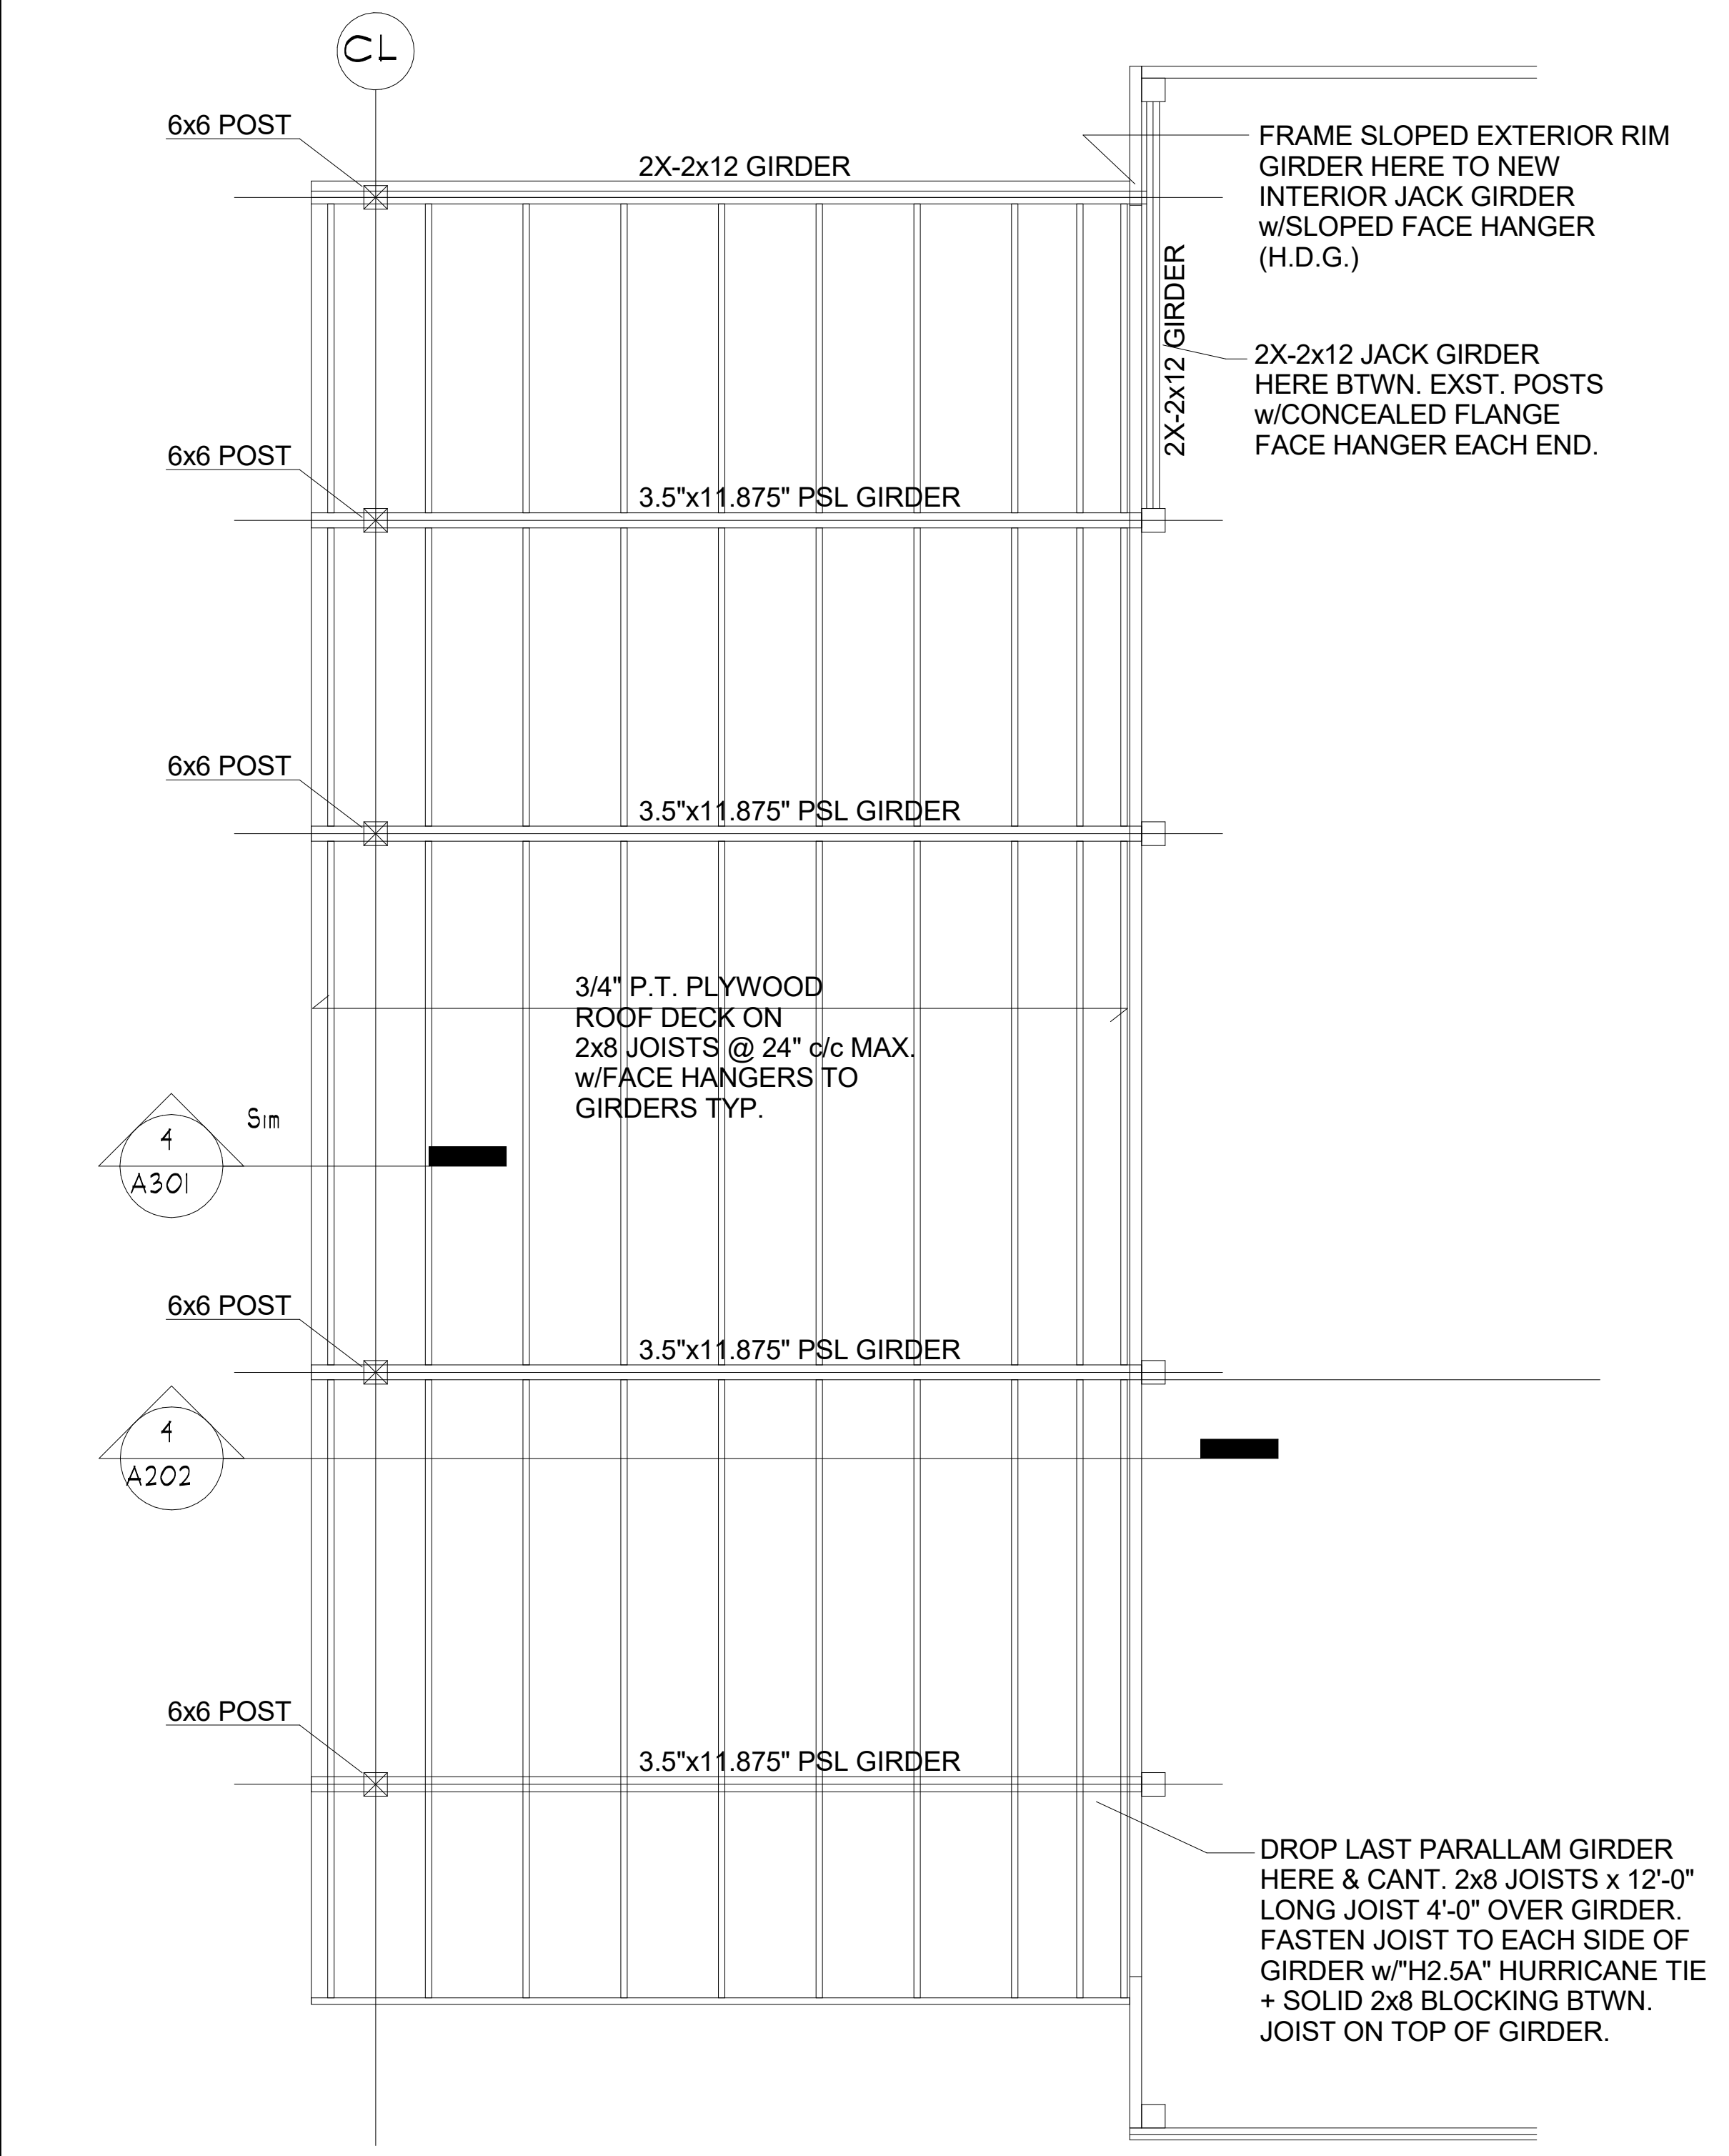 CL
6x6 POST
2X-2x12 GIRDER
FRAME SLOPED EXTERIOR RIM
GIRDER HERE TO NEW
INTERIOR JACK GIRDER
w/SLOPED FACE HANGER
(H.D.G.)
2X-2x12 GIRDER
2X-2x12 JACK GIRDER
HERE BTWN. EXST. POSTS
w/CONCEALED FLANGE
FACE HANGER EACH END.
6x6 POST
3.5"x11.875" PSL GIRDER
6x6 POST
3.5"x11.875" PSL GIRDER
3/4" P.T. PLYWOOD
ROOF DECK ON
2x8 JOISTS @ 24" c/c MAX.
w/FACE HANGERS TO
GIRDERS TYP.
4
Sim
A301
6x6 POST
3.5"x11.875" PSL GIRDER
4
A202
6x6 POST
3.5"x11.875" PSL GIRDER
DROP LAST PARALLAM GIRDER
HERE & CANT. 2x8 JOISTS x 12'-0"
LONG JOIST 4'-0" OVER GIRDER.
FASTEN JOIST TO EACH SIDE OF
GIRDER w/"H2.5A" HURRICANE TIE
+ SOLID 2x8 BLOCKING BTWN.
JOIST ON TOP OF GIRDER.